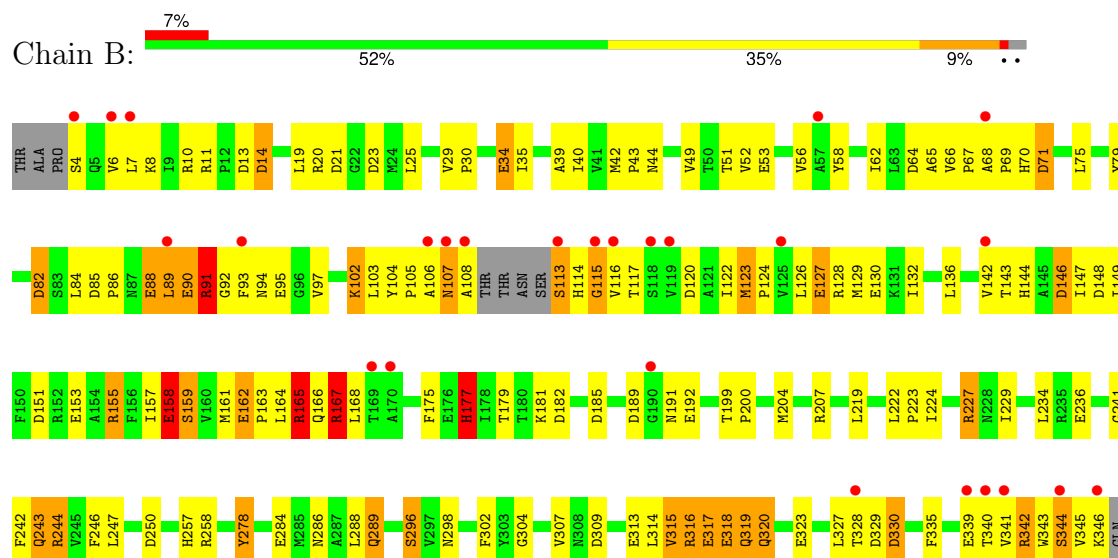 7%
Chain B:
52% 35% 9%
THR ALA PRO S4 Q5 V6 L7 K8 I9 R10 R11 P12 D13 D14 L19 R20 D21 G22 D23 M24 L25 V29 P30 E34 I35 A39 I40 V41 M42 P43 N44 V49 T50 T51 V52 E53 V56 A57 Y58 I62 L63 D64 A65 V66 P67 A68 P69 H70 D71 L75 Y79
D82 S83 L84 D85 P86 N87 E88 L89 E90 R91 G92 F93 N94 E95 G96 V97 K102 L103 Y104 P105 A106 N107 A108 THR THR ASN SER S113 H114 G115 V116 T117 S118 V119 D120 A121 I122 M123 P124 V125 L126 E127 R128 M129 E130 K131 I132 L136 V142 T143 H144 A145 D146 I147 D148 I149
F150 D151 R152 E153 A154 R155 F156 I157 E158 S159 V160 M161 E162 P163 L164 R165 Q166 R167 L168 T169 A170 F175 E176 H177 I178 T179 T180 K181 D182 D185 D189 G190 N191 E192 T199 P200 M204 R207 L219 L222 P223 I224 R227 N228 I229 L234 R235 E236
F242 Q243 R244 V245 F246 L247 D250 H257 R258 Y278 E284 M285 N286 A287 L288 Q289 S296 V297 N298 F302 Y303 G304 V307 N308 D309 E313 L314 V315 R316 E317 E318 Q319 Q320 E323 L327 T328 D329 D330 F335 E339 T340 V341 R342 W343 S344 V345 K346